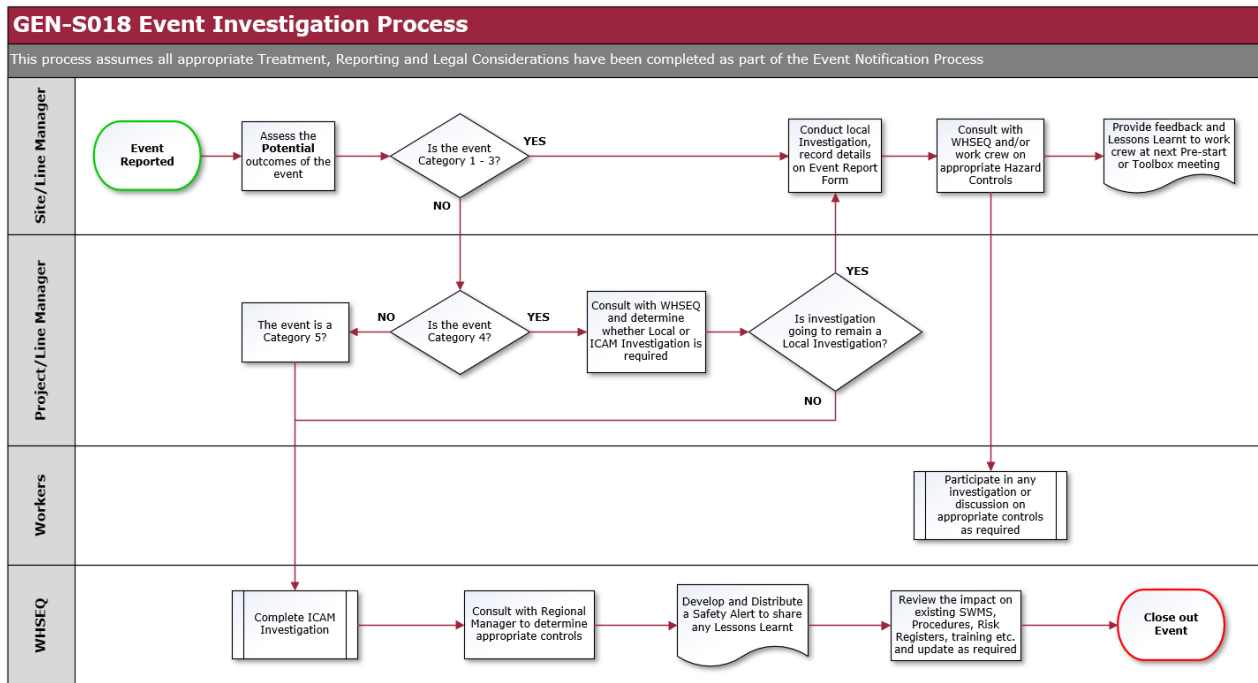 GEN-S018 Event Investigation Process
This process assumes all appropriate Treatment, Reporting and Legal Considerations have been completed as part of the Event Notification Process
Site/Line Manager
Event
Reported
Assess the
Potential
outcomes of the
event
Is the event
Category 1 - 3?
YES
NO
Conduct local
Investigation,
record details
on Event Report
Form
Consult with
WHSEQ and/or
work crew on
appropriate Hazard
Controls
Provide feedback and
Lessons Learnt to work
crew at next Pre-start
or Toolbox meeting
Project/Line Manager
The event is a
Category 5?
NO
Is the event
Category 4?
YES
Consult with WHSEQ
and determine
whether Local or
ICAM Investigation is
required
Is investigation
going to remain a
Local Investigation?
YES
NO
Workers
Participate in any
investigation or
discussion on
appropriate controls
as required
WHSEQ
Complete ICAM
Investigation
Consult with Regional
Manager to determine
appropriate controls
Develop and Distribute
a Safety Alert to share
any Lessons Learnt
Review the impact on
existing SWMS,
Procedures, Risk
Registers, training etc.
and update as required
Close out
Event